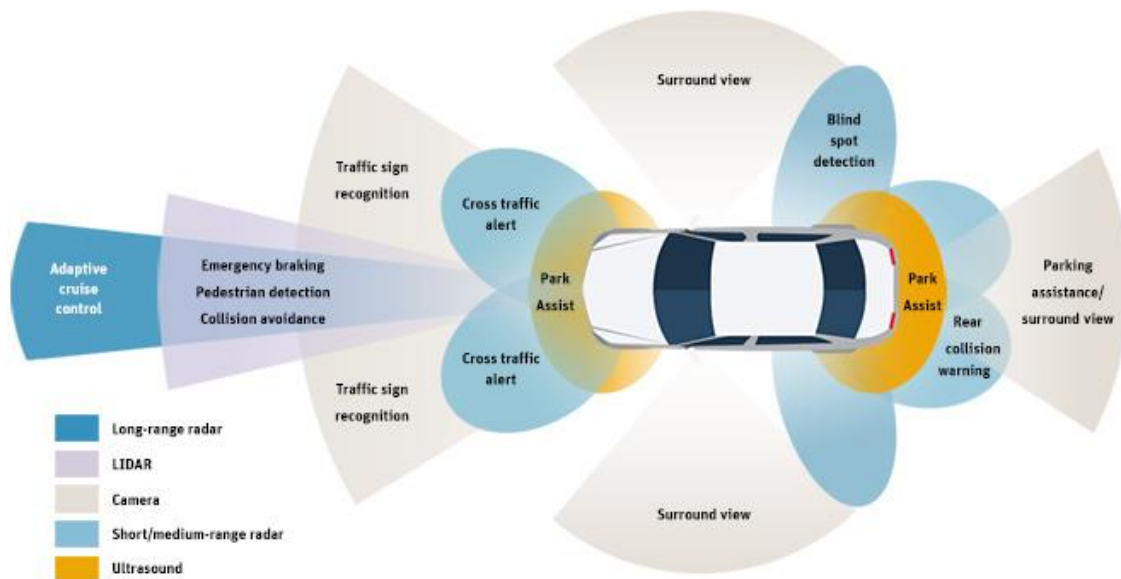 Surround view
Blind
spot
detection
Traffic sign
recognition
Cross traffic
alert
Adaptive
cruise
control
Emergency braking
Pedestrian detection
Collision avoidance
Park
Assist
Park
Assist
Parking
assistance/
surround view
Rear
collision
warning
Cross traffic
alert
Traffic sign
recognition
Surround view
Long-range radar
LIDAR
Camera
Short/medium-range radar
Ultrasound